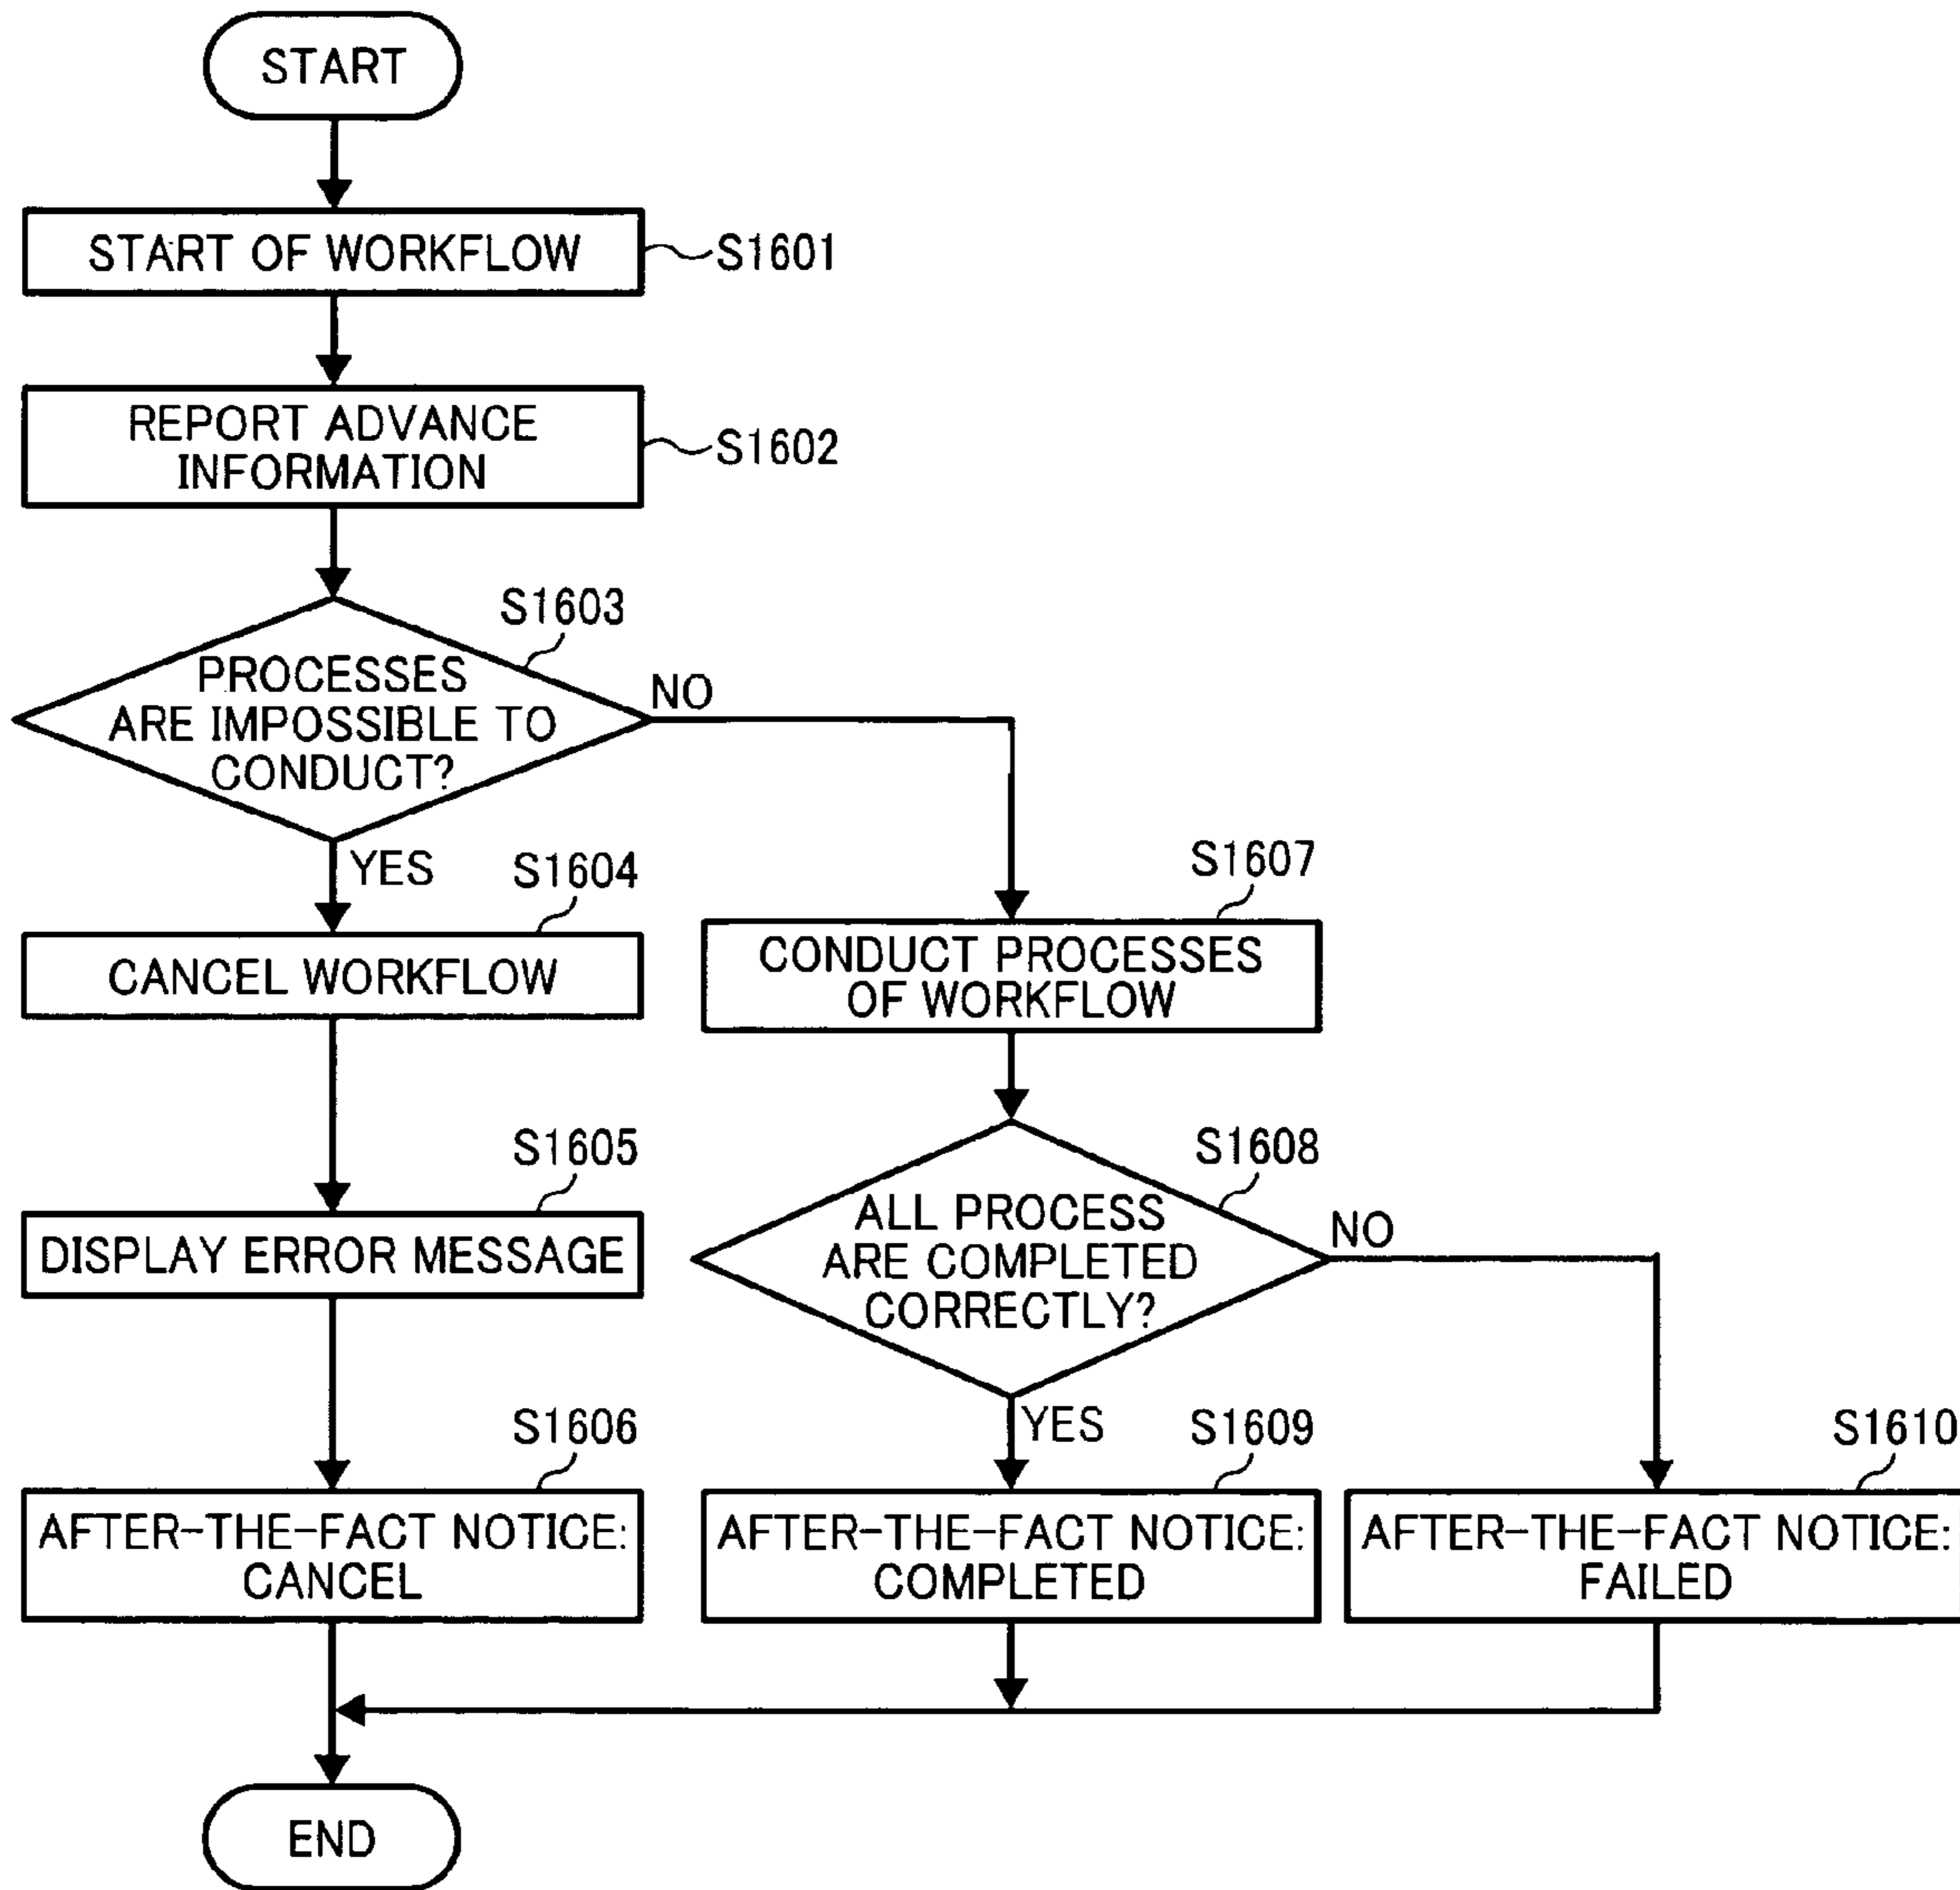 START
START OF WORKFLOW
S1601
REPORT ADVANCE
INFORMATION
S1602
S1603
PROCESSES
ARE IMPOSSIBLE TO
CONDUCT?
NO
YES
S1604
CANCEL WORKFLOW
S1605
DISPLAY ERROR MESSAGE
S1606
AFTER-THE-FACT NOTICE:
CANCEL
S1607
CONDUCT PROCESSES
OF WORKFLOW
S1608
ALL PROCESS
ARE COMPLETED
CORRECTLY?
NO
YES
S1609
AFTER-THE-FACT NOTICE:
COMPLETED
S1610
AFTER-THE-FACT NOTICE:
FAILED
END